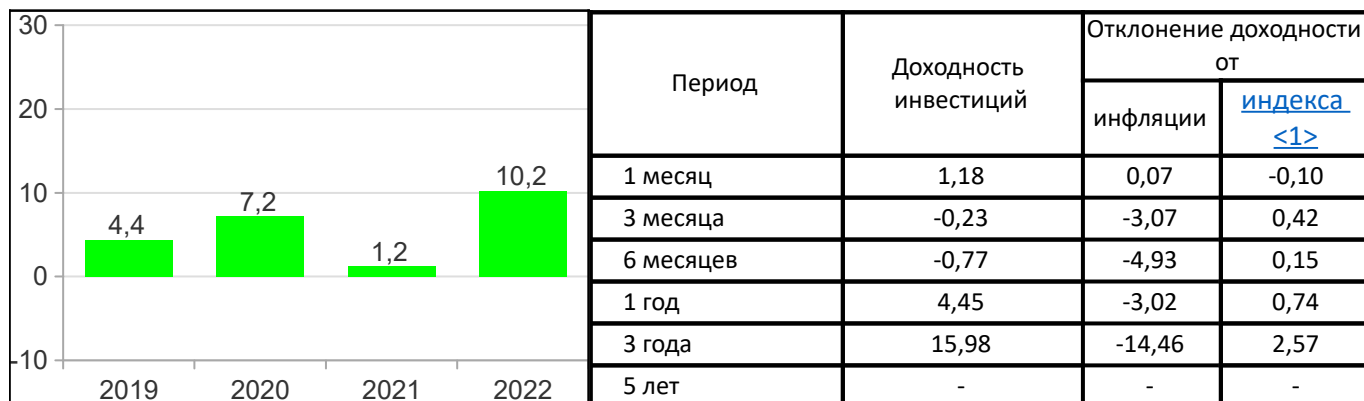 30
20
10
0
-10
4,4
7,2
1,2
10,2
2019 2020 2021 2022
Период
Доходность
инвестиций
Отклонение доходности
от
инфляции
индекса
<1>
1 месяц 1,18 0,07 -0,10
3 месяца -0,23 -3,07 0,42
6 месяцев -0,77 -4,93 0,15
1 год 4,45 -3,02 0,74
3 года 15,98 -14,46 2,57
5 лет - - -